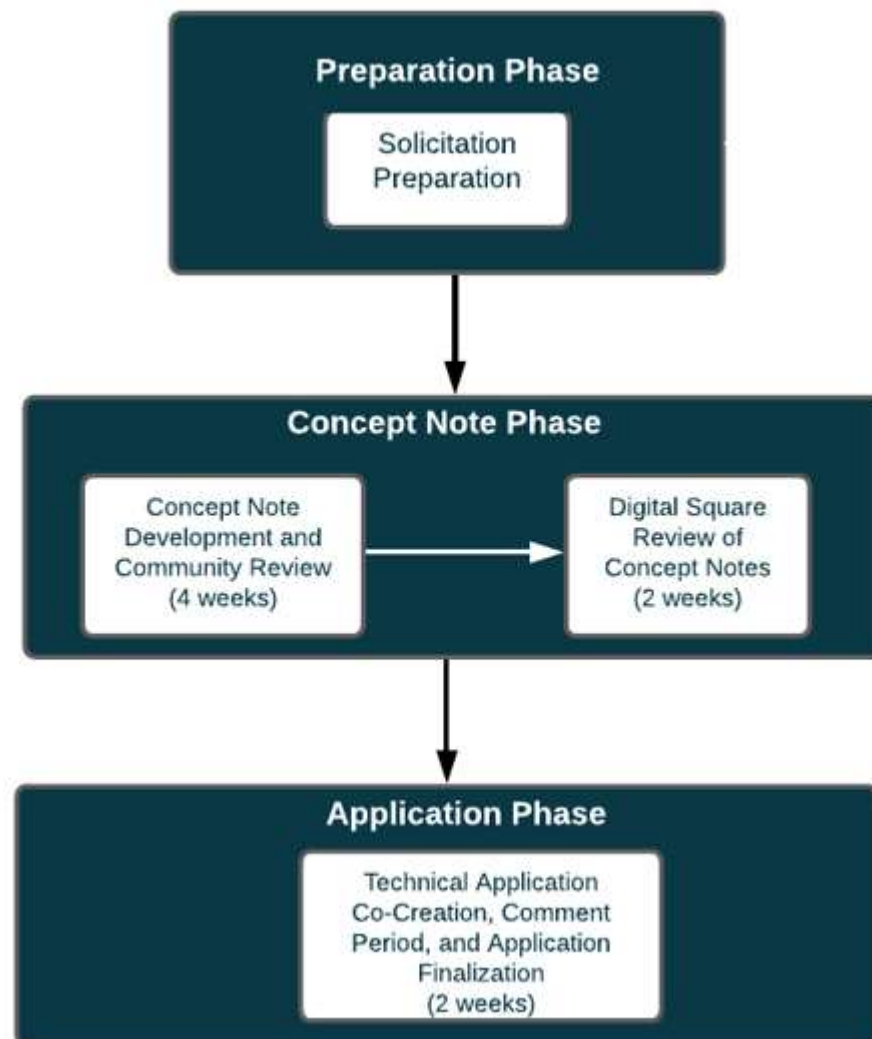 Preparation Phase
Solicitation
Preparation
Concept Note Phase
Concept Note
Development and
Community Review
(4 weeks)
Digital Square
Review of
Concept Notes
(2 weeks)
Application Phase
Technical Application
Co-Creation, Comment
Period, and Application
Finalization
(2 weeks)